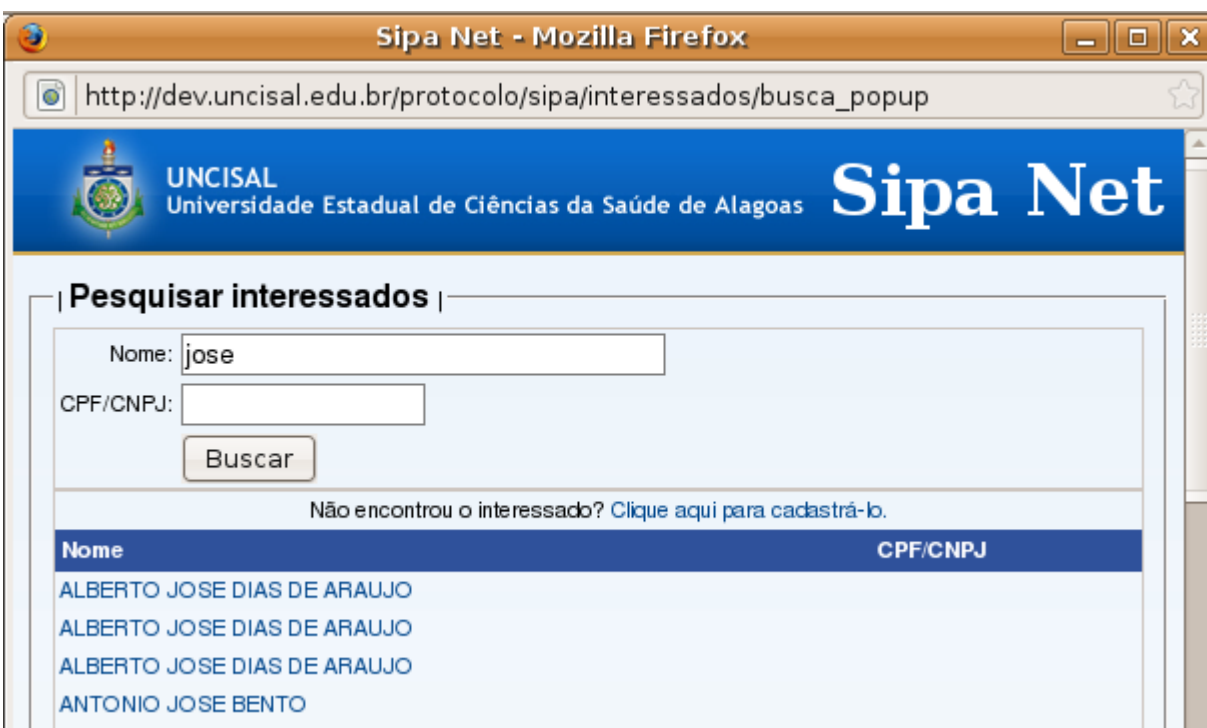 Sipa Net - Mozilla Firefox
http://dev.uncisal.edu.br/protocolo/sipa/interessados/busca_popup
UNCISAL
Universidade Estadual de Ciências da Saúde de Alagoas
Sipa Net
Pesquisar interessados
Nome: jose
CPF/CNPJ:
Buscar
Não encontrou o interessado? Clique aqui para cadastrá-lo.
Nome CPF/CNPJ
ALBERTO JOSE DIAS DE ARAUJO
ALBERTO JOSE DIAS DE ARAUJO
ALBERTO JOSE DIAS DE ARAUJO
ANTONIO JOSE BENTO